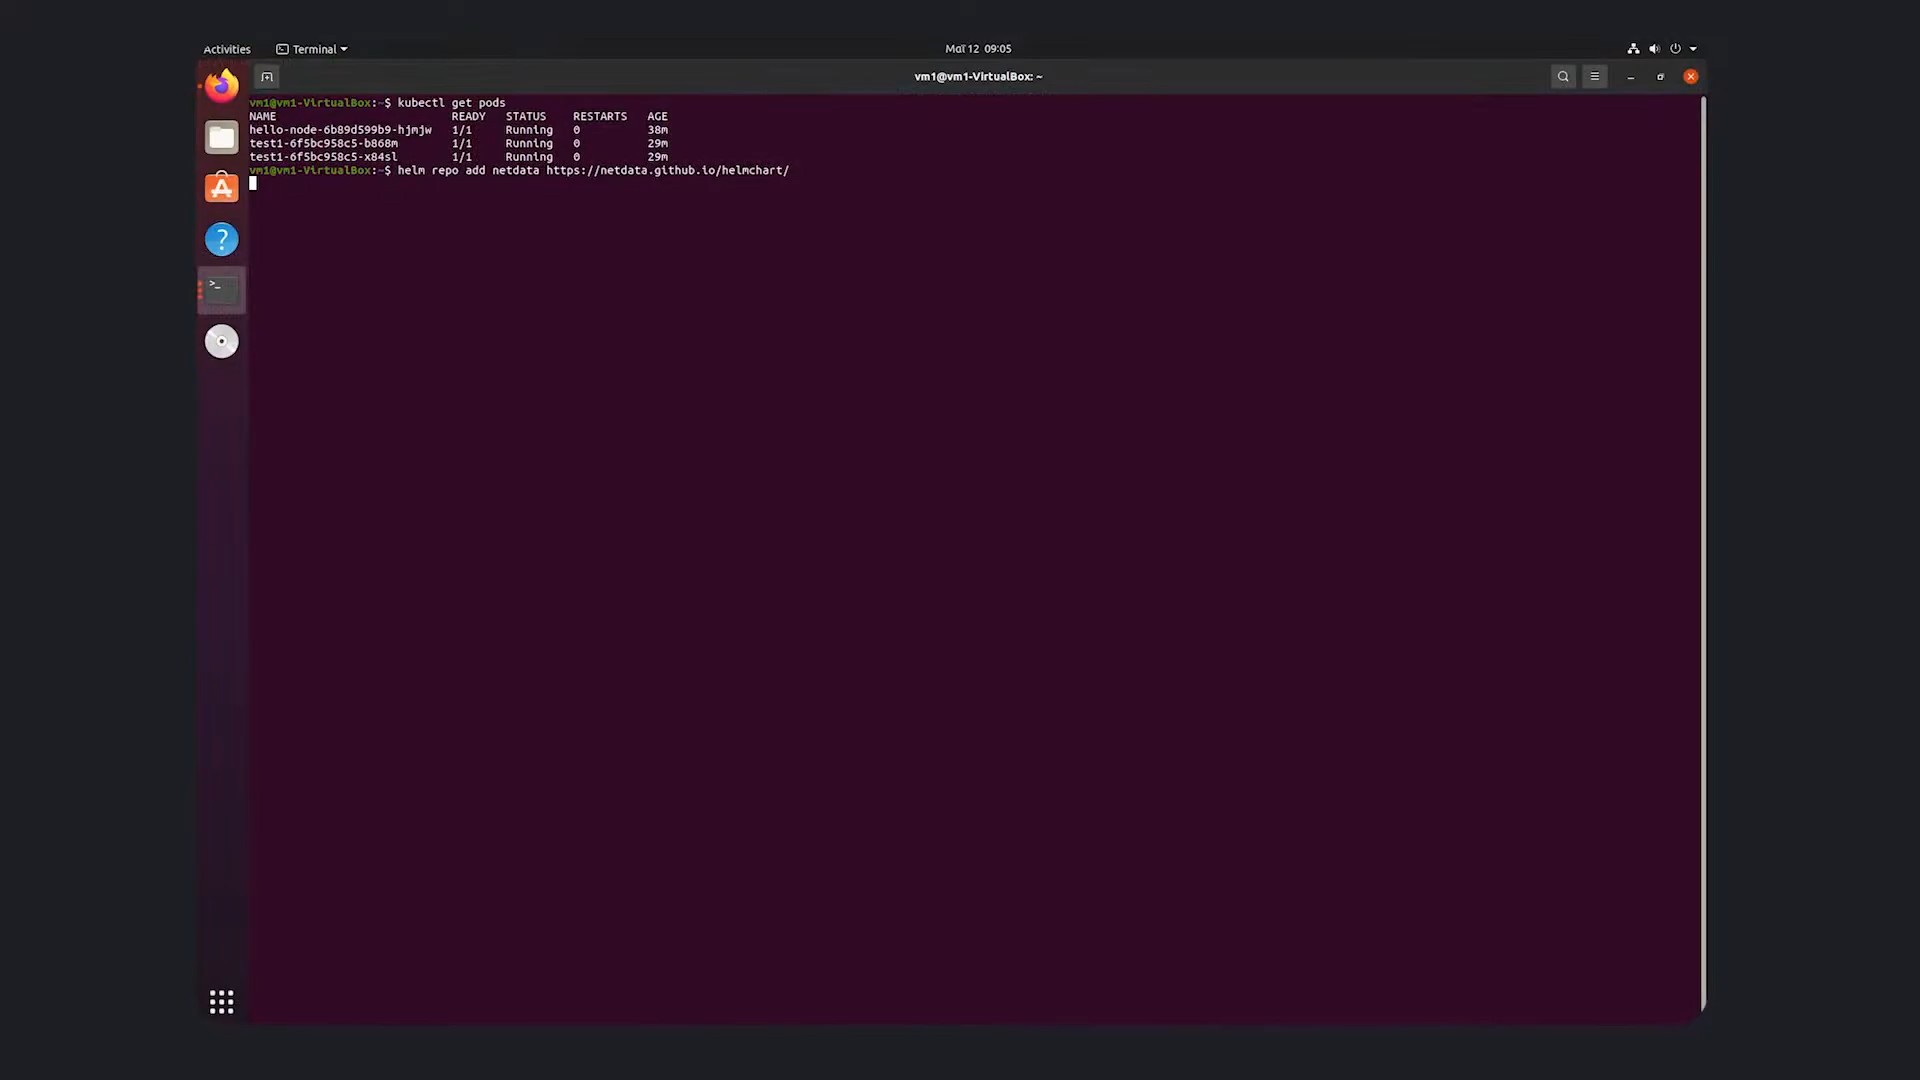 Activities Terminal Μαΐ 12 09:05
vm1@vm1-VirtualBox: ~
vm1@vm1-VirtualBox:~$ kubectl get pods
NAME READY STATUS RESTARTS AGE
hello-node-6b89d599b9-hjmjw 1/1 Running 0 38m
test1-6f5bc958c5-b868m 1/1 Running 0 29m
test1-6f5bc958c5-x84sl 1/1 Running 0 29m
vm1@vm1-VirtualBox:~$ helm repo add netdata https://netdata.github.io/helmchart/